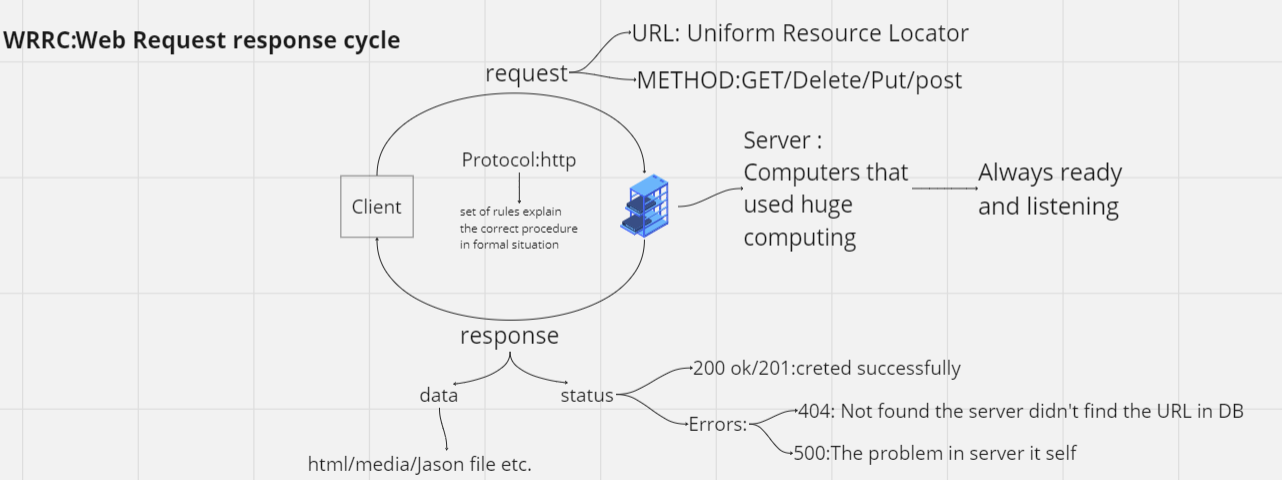 WRRC:Web Request response cycle
URL: Uniform Resource Locator
request
METHOD:GET/Delete/Put/post
Protocol:http
set of rules explain
the correct procedure
in formal situation
Client
Server :
Computers that
used huge
computing
Always ready
and listening
response
data
status
200 ok/201:creted successfully
Errors:
404: Not found the server didn't find the URL in DB
500:The problem in server it self
html/media/Jason file etc.